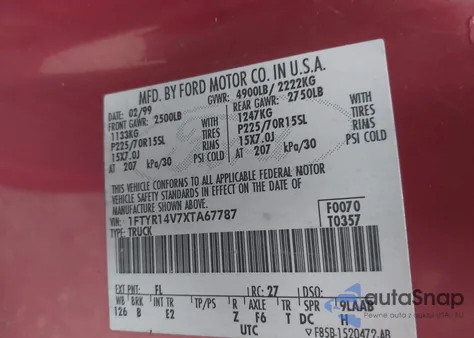 MFD. BY FORD MOTOR CO. IN U.S.A.
DATE: 02/99 GVWR: 4900LB/ 2222KG
FRONT GAWR: 2500LB REAR GAWR: 2750LB
1133KG WITH 1247KG WITH
P225/70R15SL TIRES P225/70R15SL TIRES
15X7.0J RIMS 15X7.0J RIMS
AT 207 kPa/30 PSI COLD AT 207 kPa/30 PSI COLD
THIS VEHICLE CONFORMS TO ALL APPLICABLE FEDERAL MOTOR
VEHICLE SAFETY STANDARDS IN EFFECT ON THE DATE OF
MANUFACTURE SHOWN ABOVE.
VIN: 1FTYR14V7XTA67787
TYPE: TRUCK
F0070
T0357
EXT PNT: FL RC: 27 DSO:
WB BRK INT TR TP/PS R AXLE TR SPR 9LAAB
126 B E2 Z F6 T DC H
UTC
F85B-1520472-AB
autoSnap
Pewne auto z